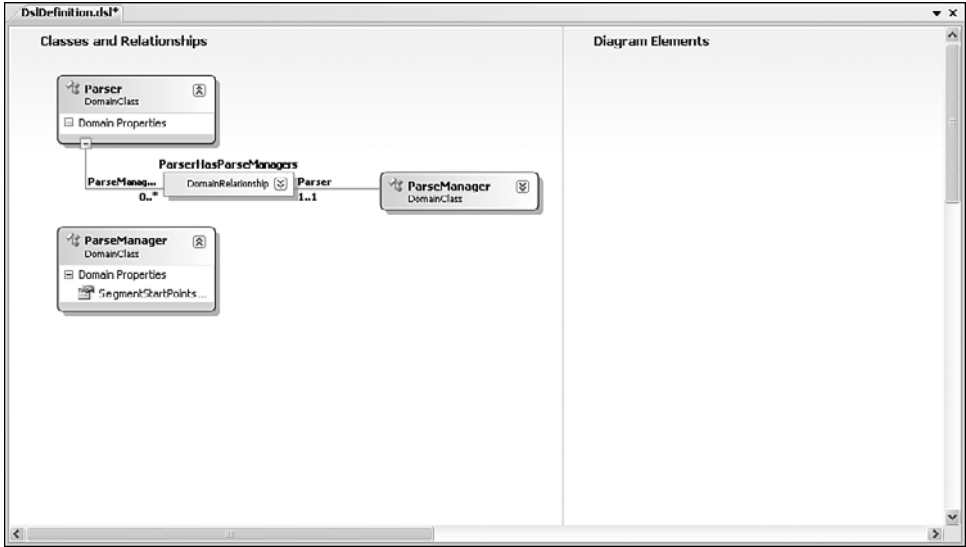 DslDefinition.dsl*
Classes and Relationships
Diagram Elements
Parser
DomainClass
Domain Properties
ParserHasParseManagers
ParseManag...
DomainRelationship
Parser
0..*
1..1
ParseManager
DomainClass
ParseManager
DomainClass
Domain Properties
SegmentStartPoints...